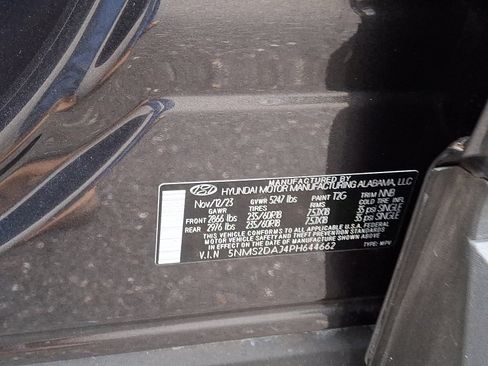 MANUFACTURED BY
HYUNDAI MOTOR MANUFACTURING ALABAMA, LLC
Nov/12/23 GVWR 5247 lbs PAINT T2G TRIM NNB
GAWR TIRES RIMS COLD TIRE INFL
FRONT 2866 lbs 235/60R18 7.5JX18 35 psi SINGLE
REAR 2976 lbs 235/60R18 7.5JX18 35 psi SINGLE
THIS VEHICLE CONFORMS TO ALL APPLICABLE U.S.A. FEDERAL
MOTOR VEHICLE SAFETY AND THEFT PREVENTION STANDARDS IN
EFFECT ON THE DATE OF MANUFACTURE SHOWN ABOVE.
V.I.N 5NMS2DAJ4PH644662 TYPE: MPV